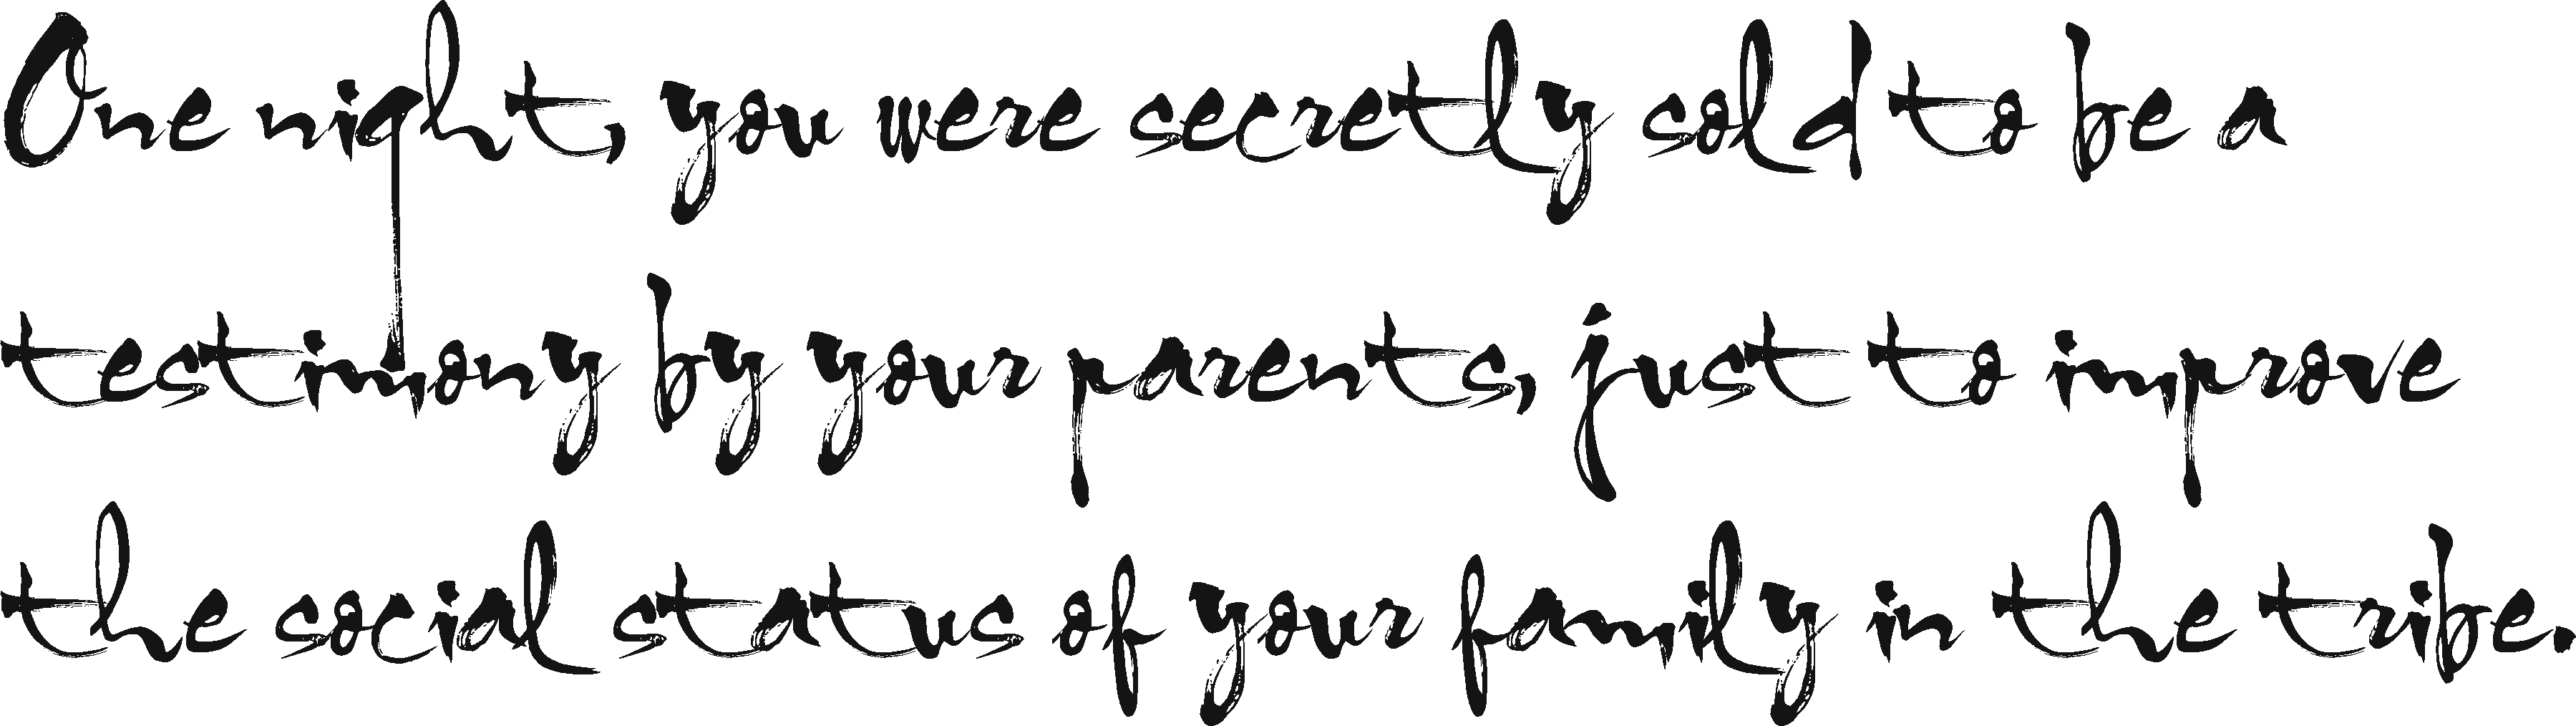 One night, you were secretly sold to be a
testimony by your parents, just to improve
the social status of your family in the tribe.